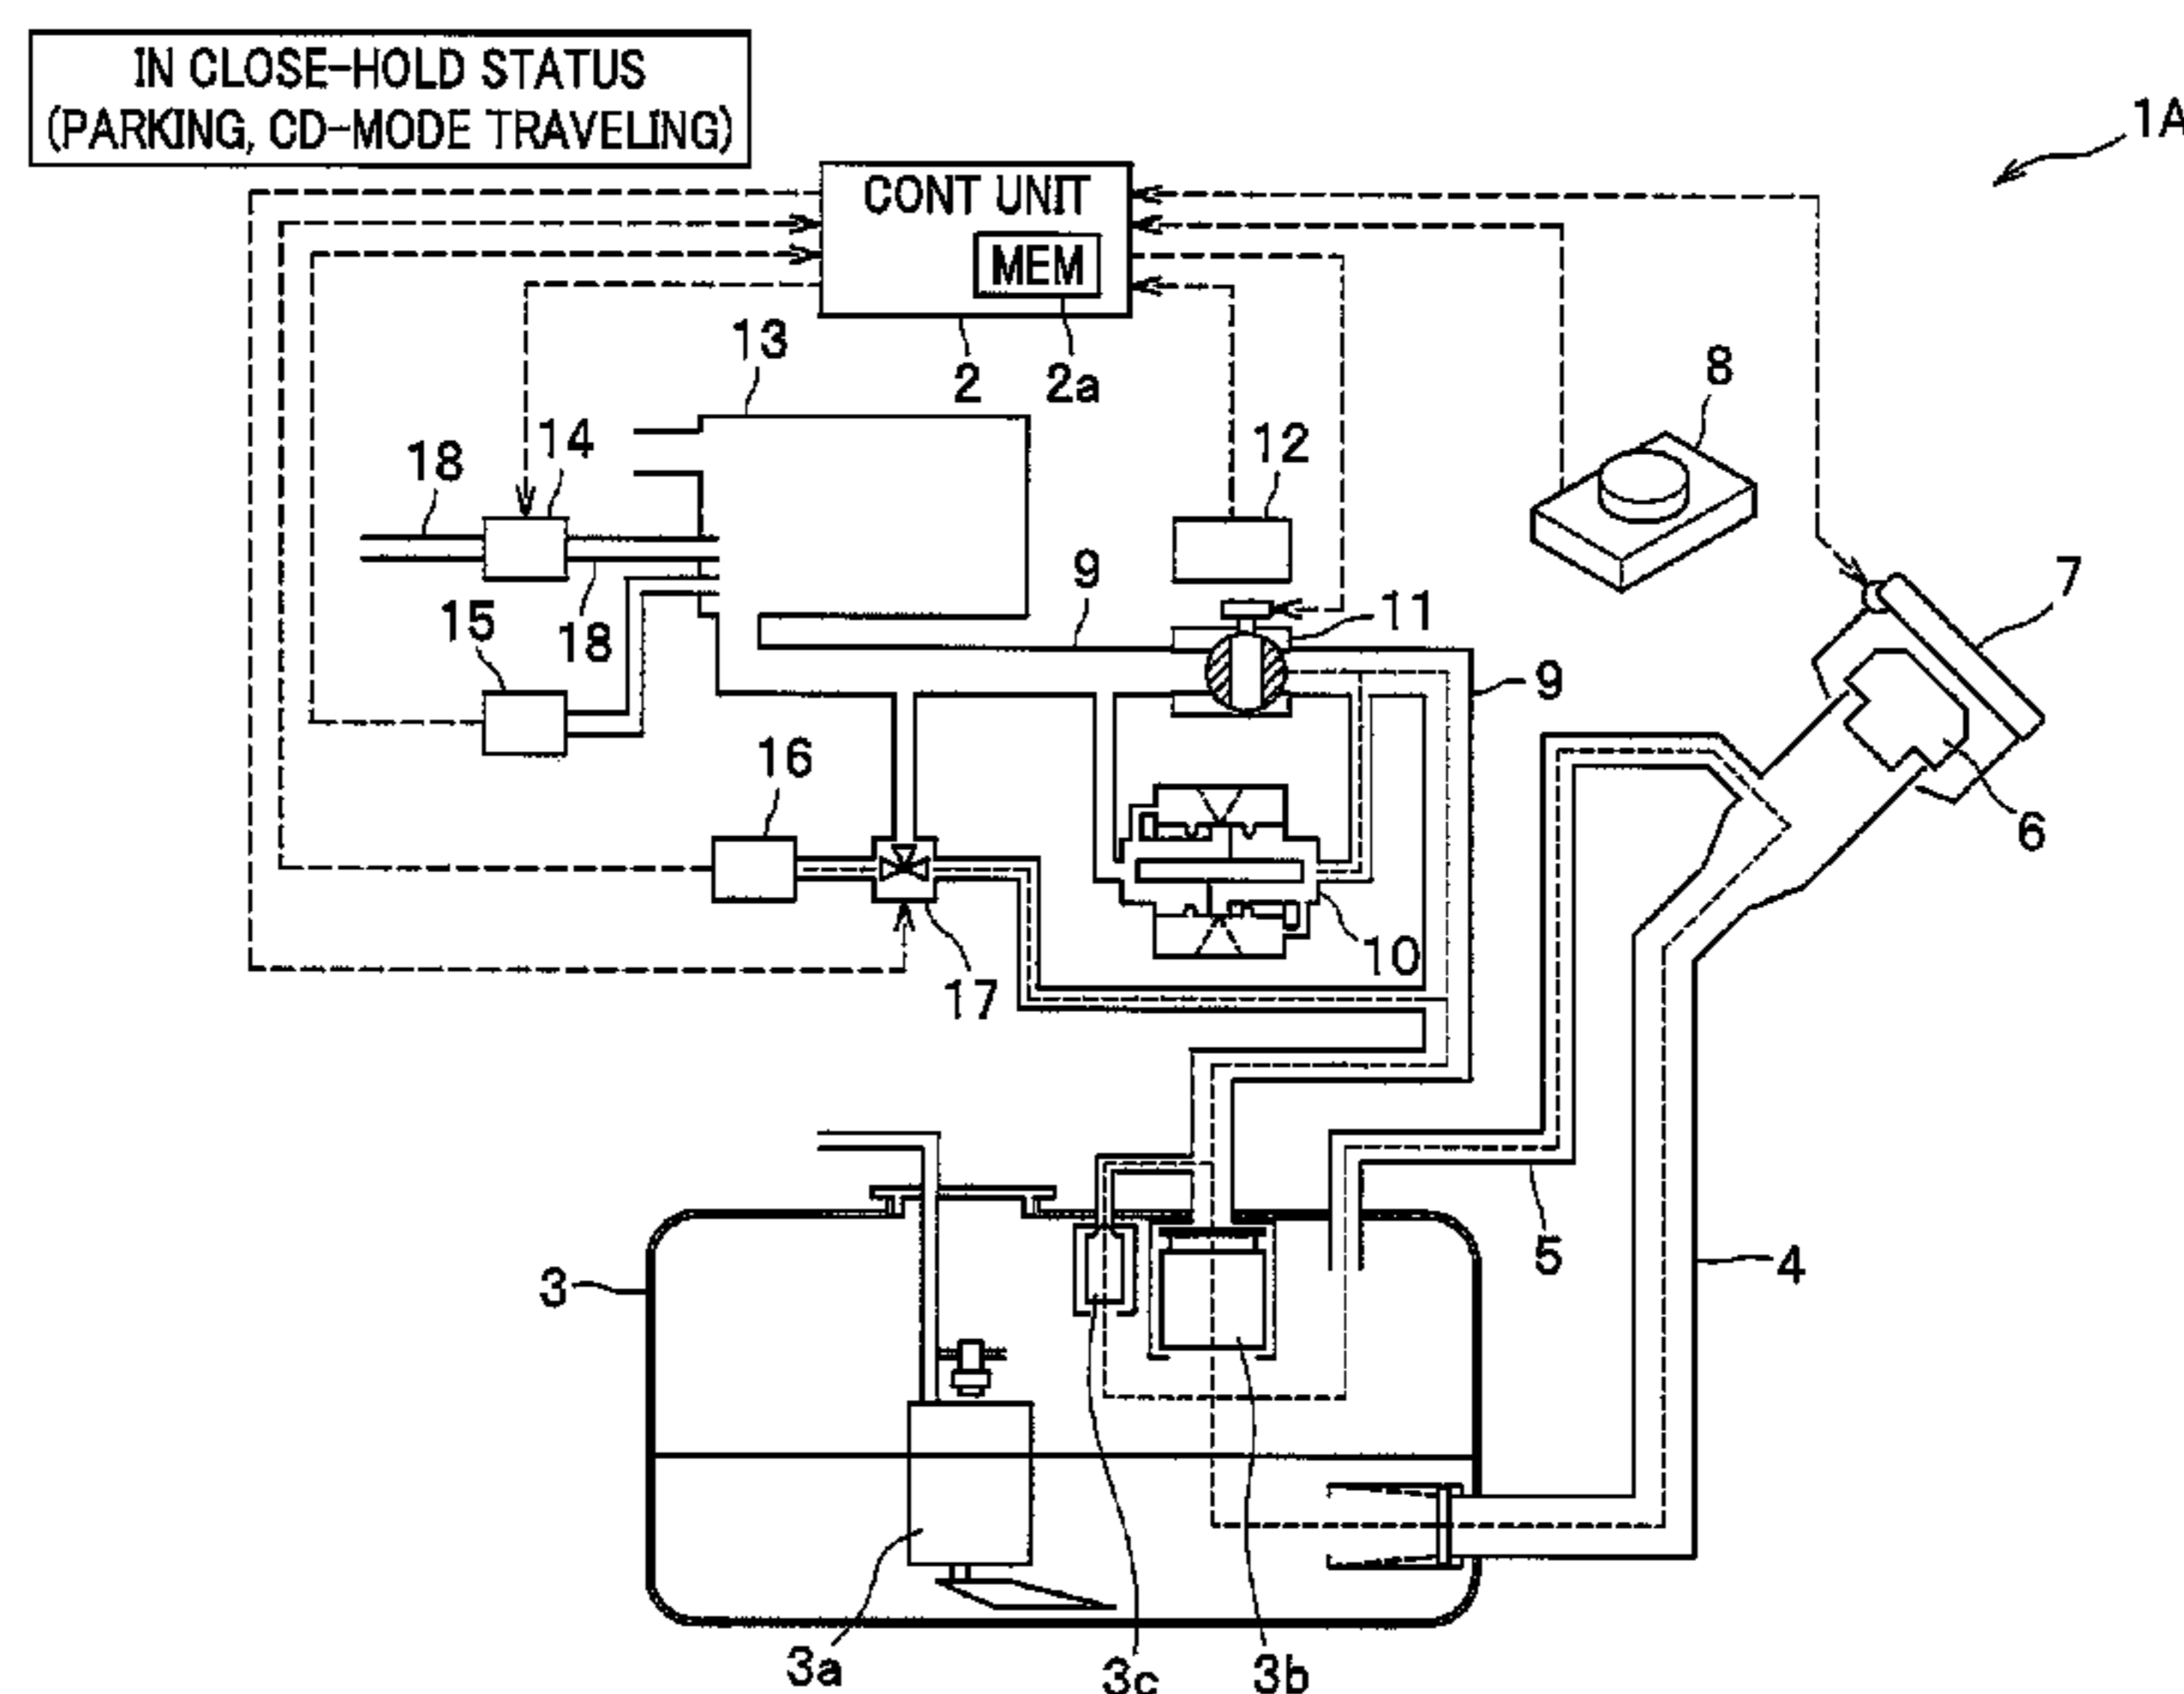 IN CLOSE-HOLD STATUS
(PARKING, CD-MODE TRAVELING)
1A
CONT UNIT
MEM
2
2a
13
8
14
12
18
9
7
11
15
18
9
16
6
10
17
5
4
3
3a
3c
3b